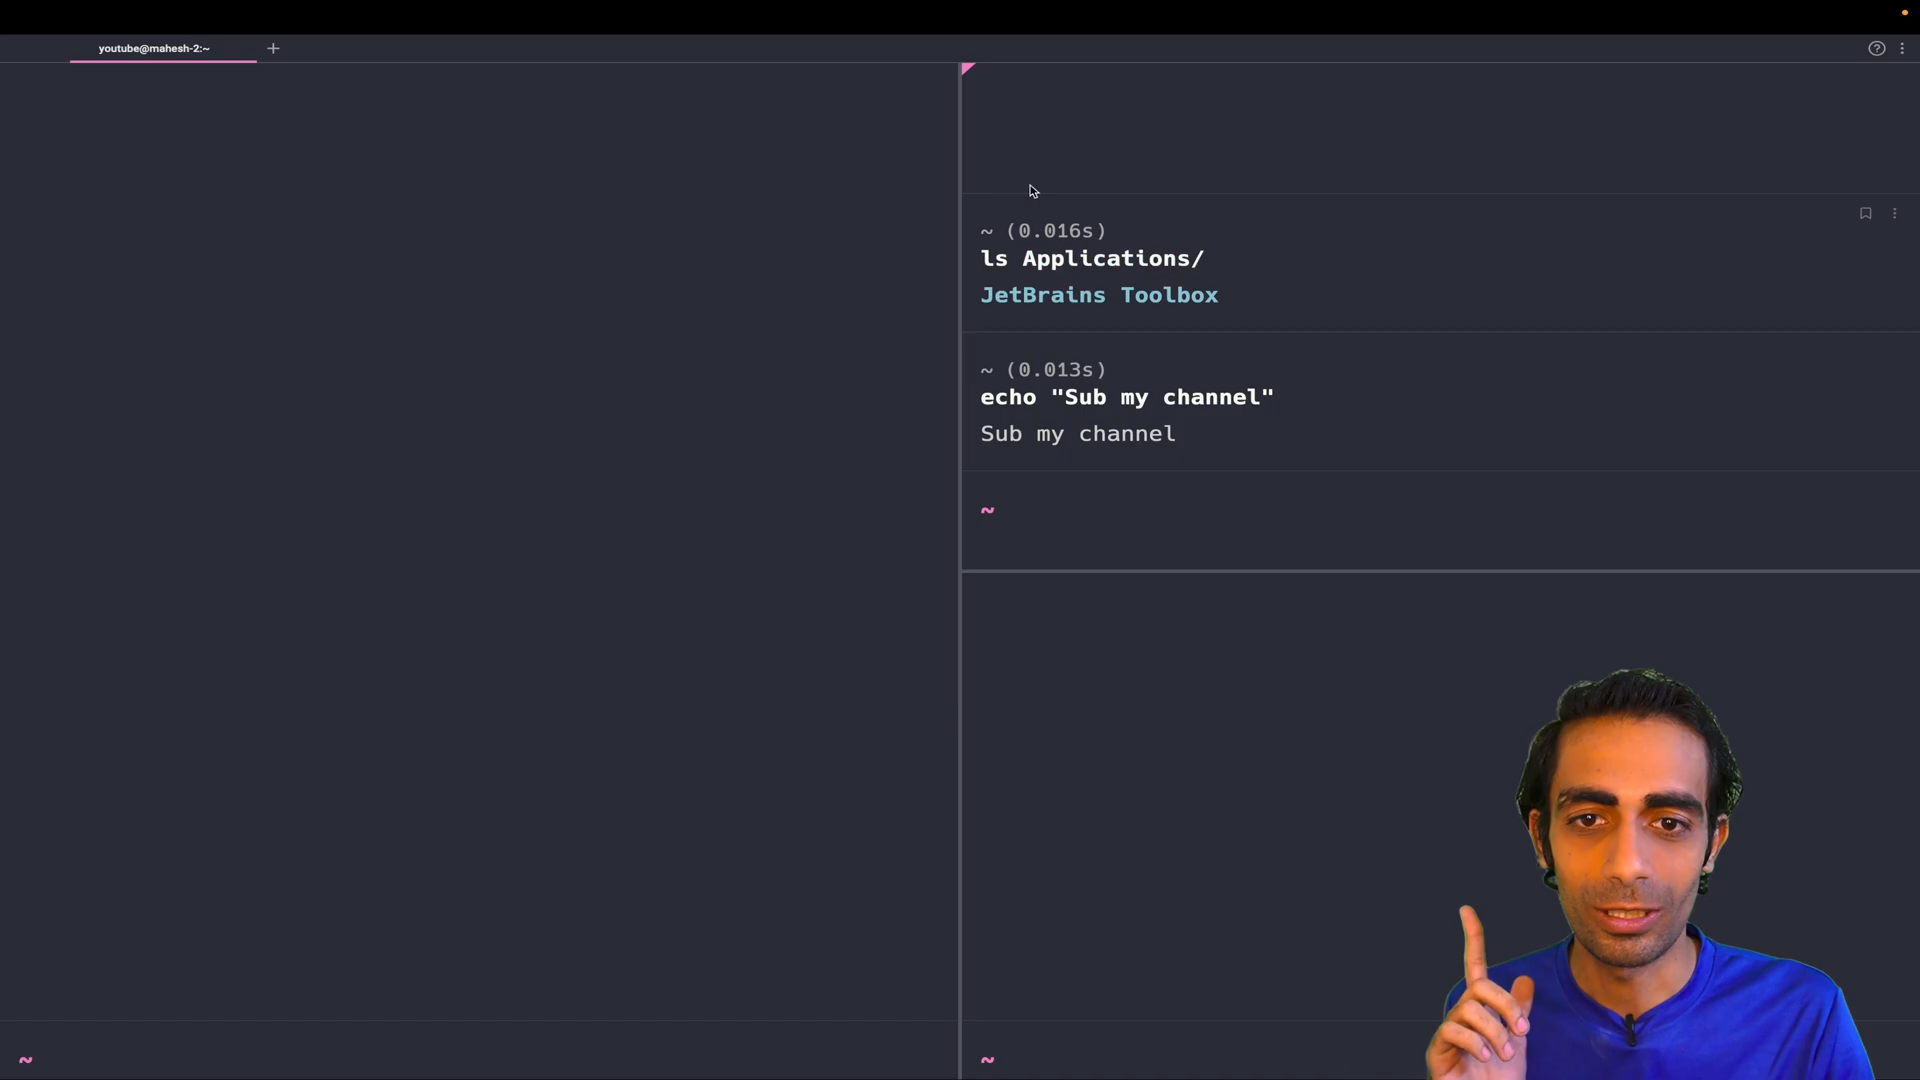 youtube@mahesh-2:~ +
~ (0.016s)
ls Applications/
JetBrains Toolbox
~ (0.013s)
echo "Sub my channel"
Sub my channel
~
~
~